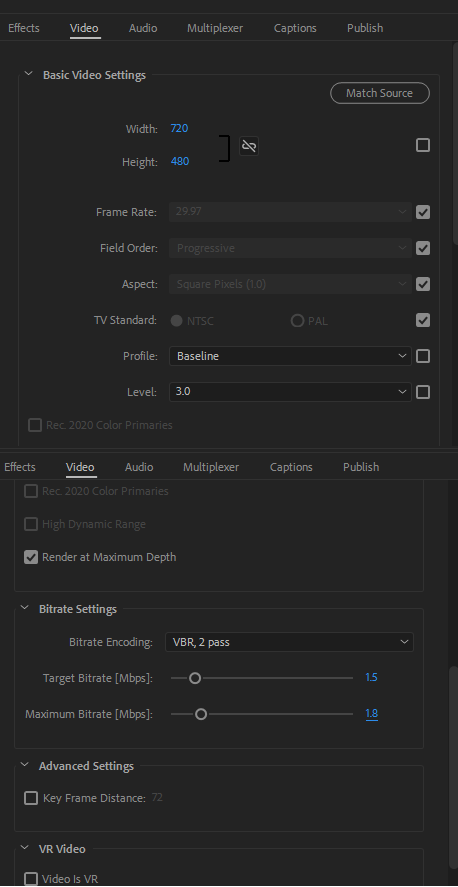 Effects Video Audio Multiplexer Captions Publish
Basic Video Settings
Match Source
Width: 720
Height: 480
Frame Rate: 29.97
Field Order: Progressive
Aspect: Square Pixels (1.0)
TV Standard: NTSC PAL
Profile: Baseline
Level: 3.0
Rec. 2020 Color Primaries
Effects Video Audio Multiplexer Captions Publish
Rec. 2020 Color Primaries
High Dynamic Range
Render at Maximum Depth
Bitrate Settings
Bitrate Encoding: VBR, 2 pass
Target Bitrate [Mbps]: 1.5
Maximum Bitrate [Mbps]: 1.8
Advanced Settings
Key Frame Distance: 72
VR Video
Video Is VR